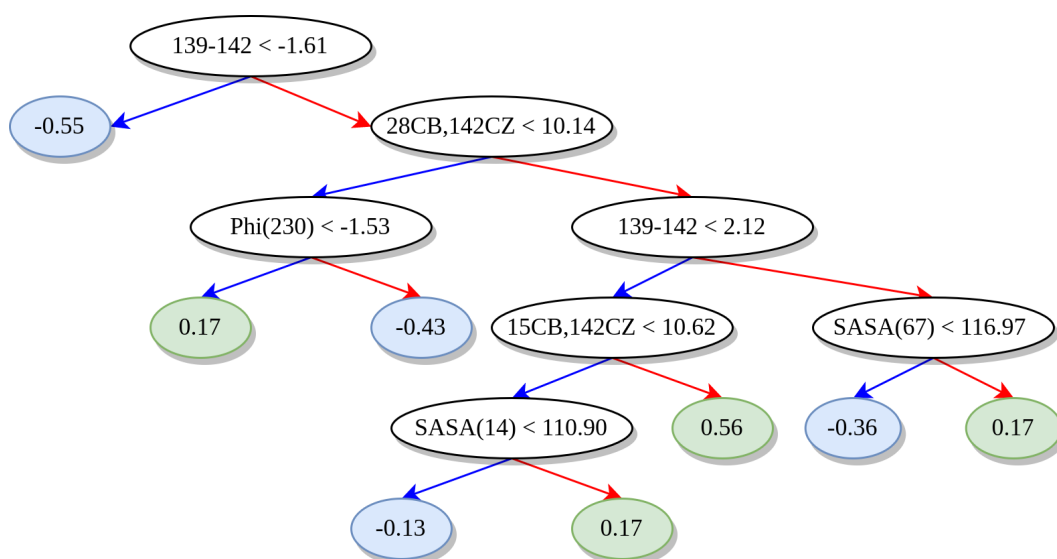 139-142 < -1.61
-0.55
28CB,142CZ < 10.14
Phi(230) < -1.53
139-142 < 2.12
0.17
-0.43
15CB,142CZ < 10.62
SASA(67) < 116.97
SASA(14) < 110.90
0.56
-0.36
0.17
-0.13
0.17